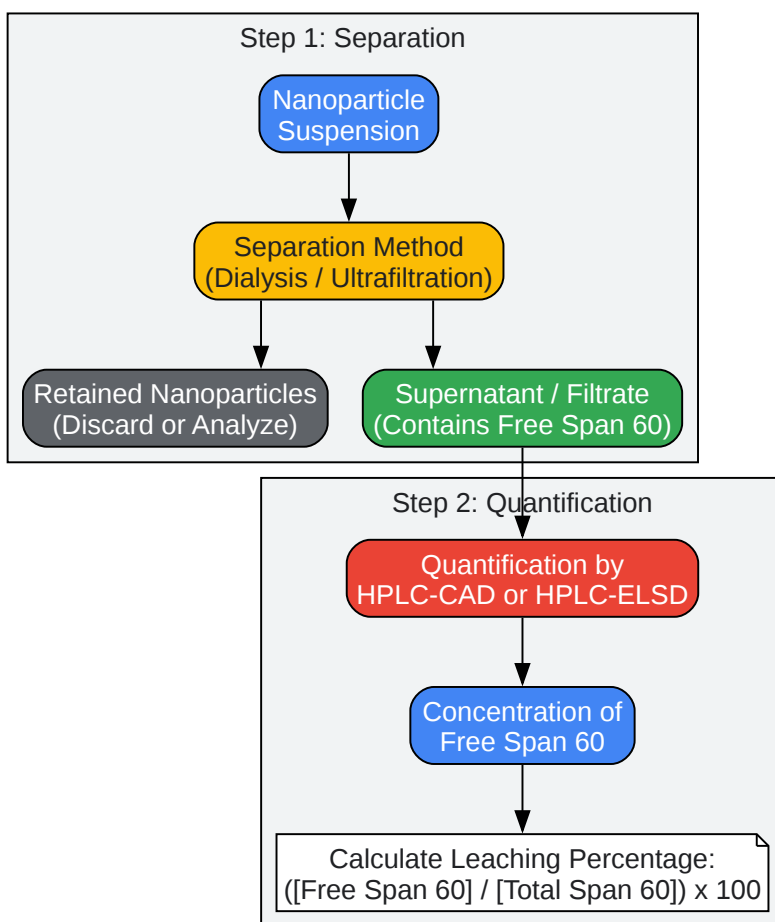 Step 1: Separation
Nanoparticle
Suspension
Separation Method
(Dialysis / Ultrafiltration)
Retained Nanoparticles
(Discard or Analyze)
Supernatant / Filtrate
(Contains Free Span 60)
Step 2: Quantification
Quantification by
HPLC-CAD or HPLC-ELSD
Concentration of
Free Span 60
Calculate Leaching Percentage:
([Free Span 60] / [Total Span 60]) x 100